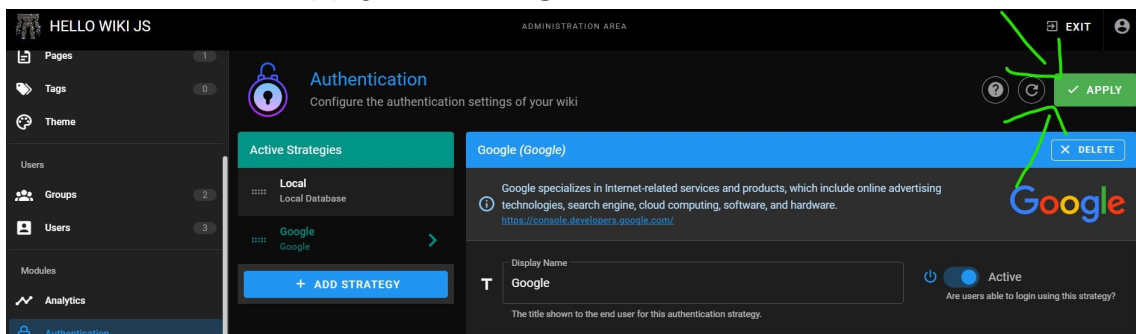 HELLO WIKI JS
ADMINISTRATION AREA
EXIT
Pages
1
Tags
0
Theme
Users
Groups
2
Users
3
Modules
Analytics
Authentication
Authentication
Configure the authentication settings of your wiki
APPLY
Active Strategies
Local
Local Database
Google
Google
+ ADD STRATEGY
Google (Google)
DELETE
Google specializes in Internet-related services and products, which include online advertising
technologies, search engine, cloud computing, software, and hardware.
https://console.developers.google.com/
Google
Display Name
Google
The title shown to the end user for this authentication strategy.
Active
Are users able to login using this strategy?